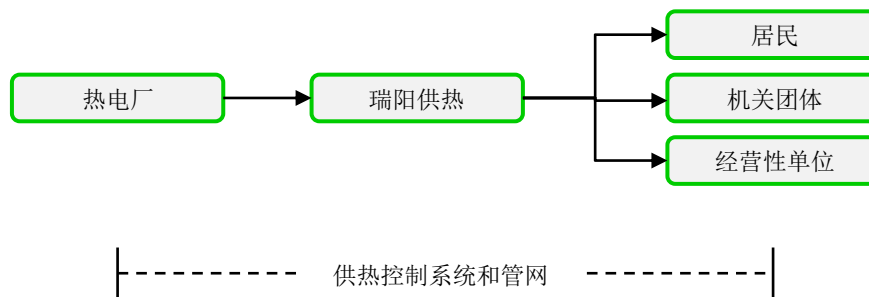 热电厂
瑞阳供热
居民
机关团体
经营性单位
供热控制系统和管网